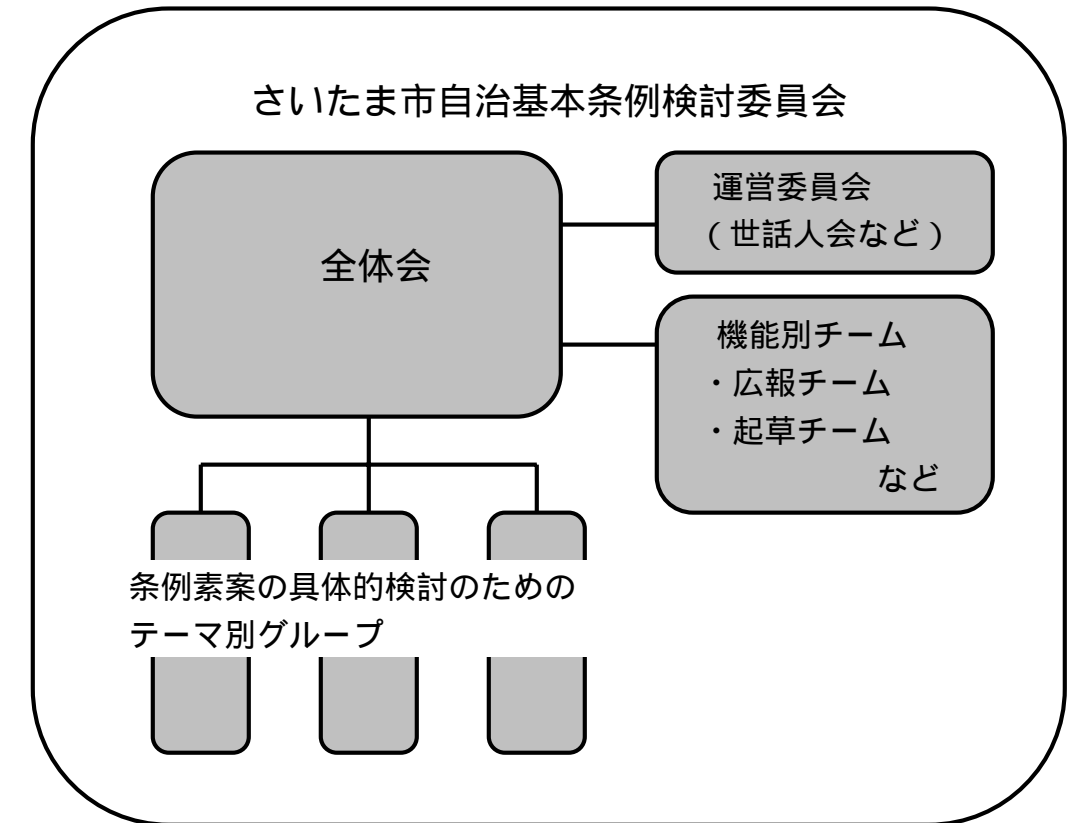 さいたま市自治基本条例検討委員会
全体会
運営委員会
(世話人会など)
機能別チーム
・広報チーム
・起草チーム
など
条例素案の具体的検討のための
テーマ別グループ